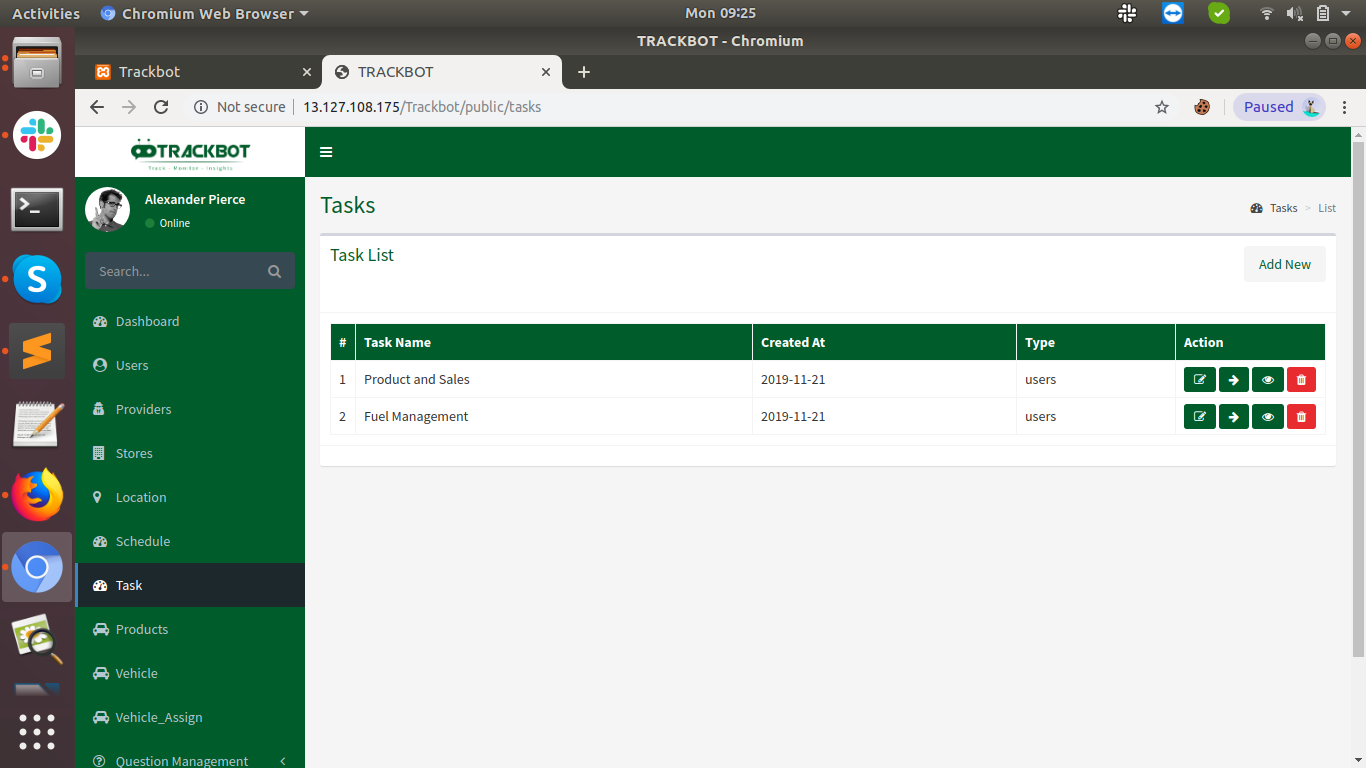 Activities Chromium Web Browser Mon 09:25
TRACKBOT - Chromium
Trackbot TRACKBOT
Not secure 13.127.108.175/Trackbot/public/tasks Paused
TRACKBOT
Track - Monitor - Insights
Alexander Pierce
Online
Search...
Dashboard
Users
Providers
Stores
Location
Schedule
Task
Products
Vehicle
Vehicle_Assign
Question Management
Tasks
Tasks > List
Task List
Add New
# Task Name Created At Type Action
1 Product and Sales 2019-11-21 users
2 Fuel Management 2019-11-21 users